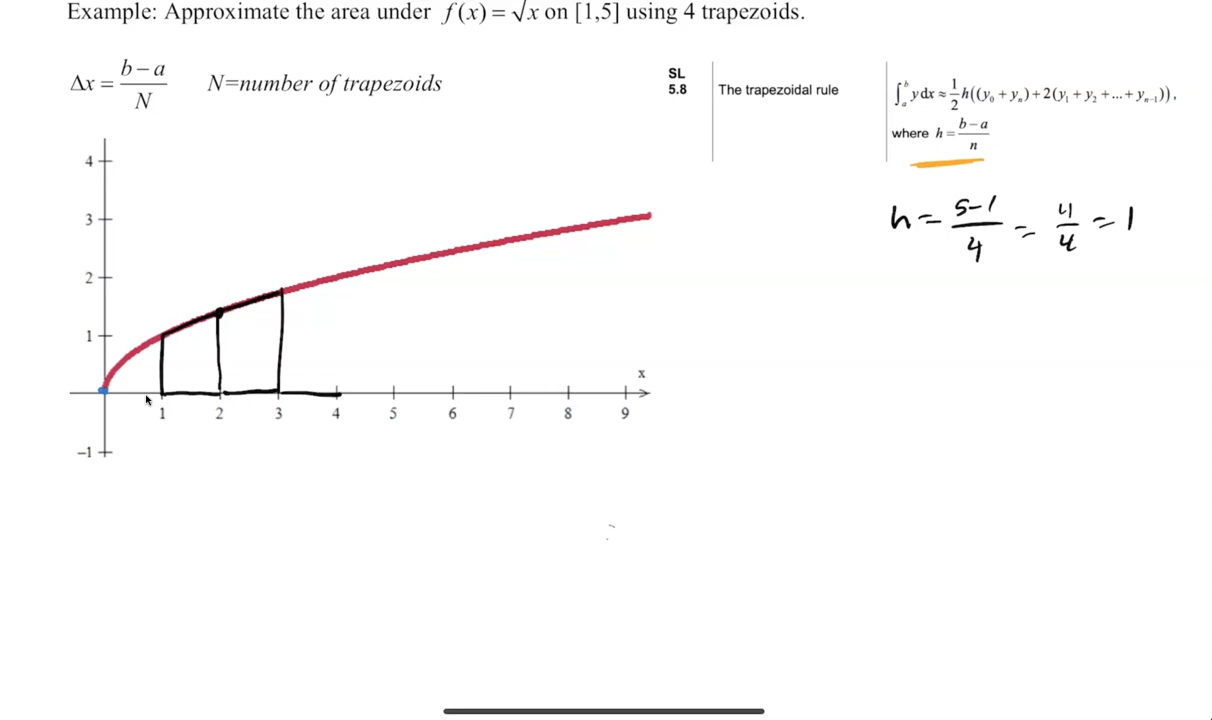 Example: Approximate the area under f(x) = √x on [1,5] using 4 trapezoids.
Δx = b−a / N N=number of trapezoids
SL
5.8
The trapezoidal rule
∫ₐᵇ y dx ≈ 1/2 h((y₀ + yₙ) + 2(y₁ + y₂ + ... + yₙ₋₁)),
where h = b−a / n
h = 5-1 / 4 = 4/4 = 1
4
3
2
1
-1
x
1 2 3 4 5 6 7 8 9